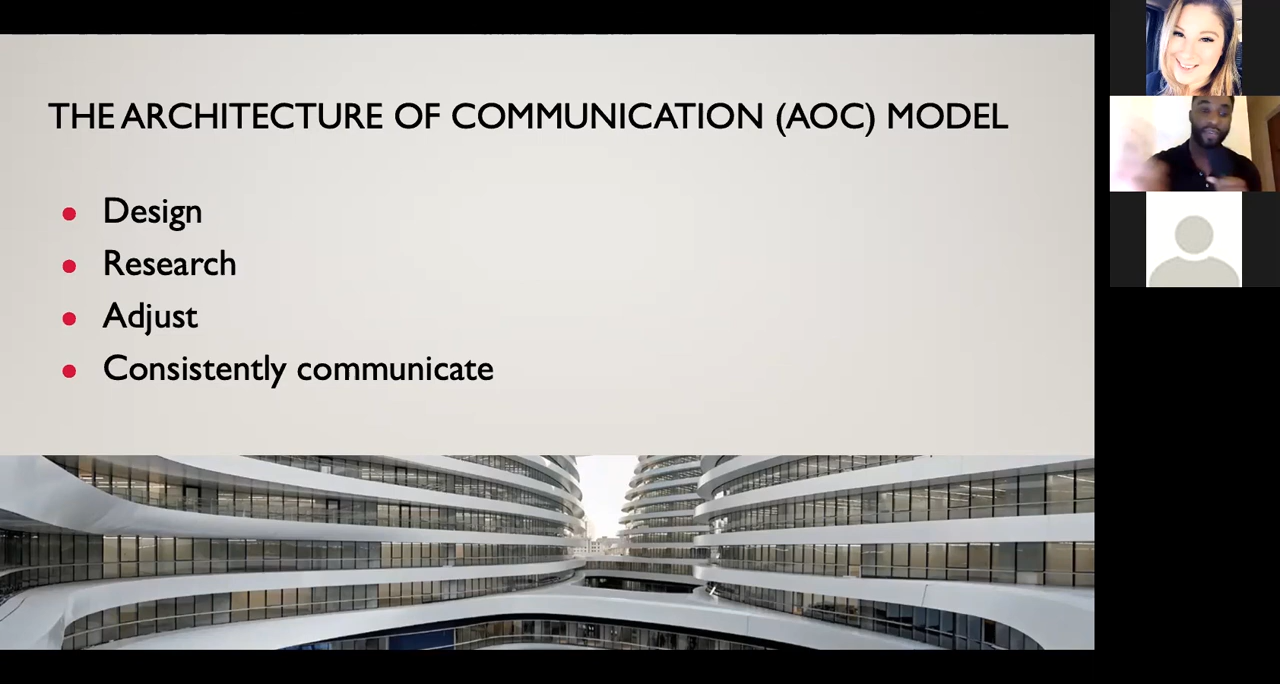 THE ARCHITECTURE OF COMMUNICATION (AOC) MODEL
Design
Research
Adjust
Consistently communicate